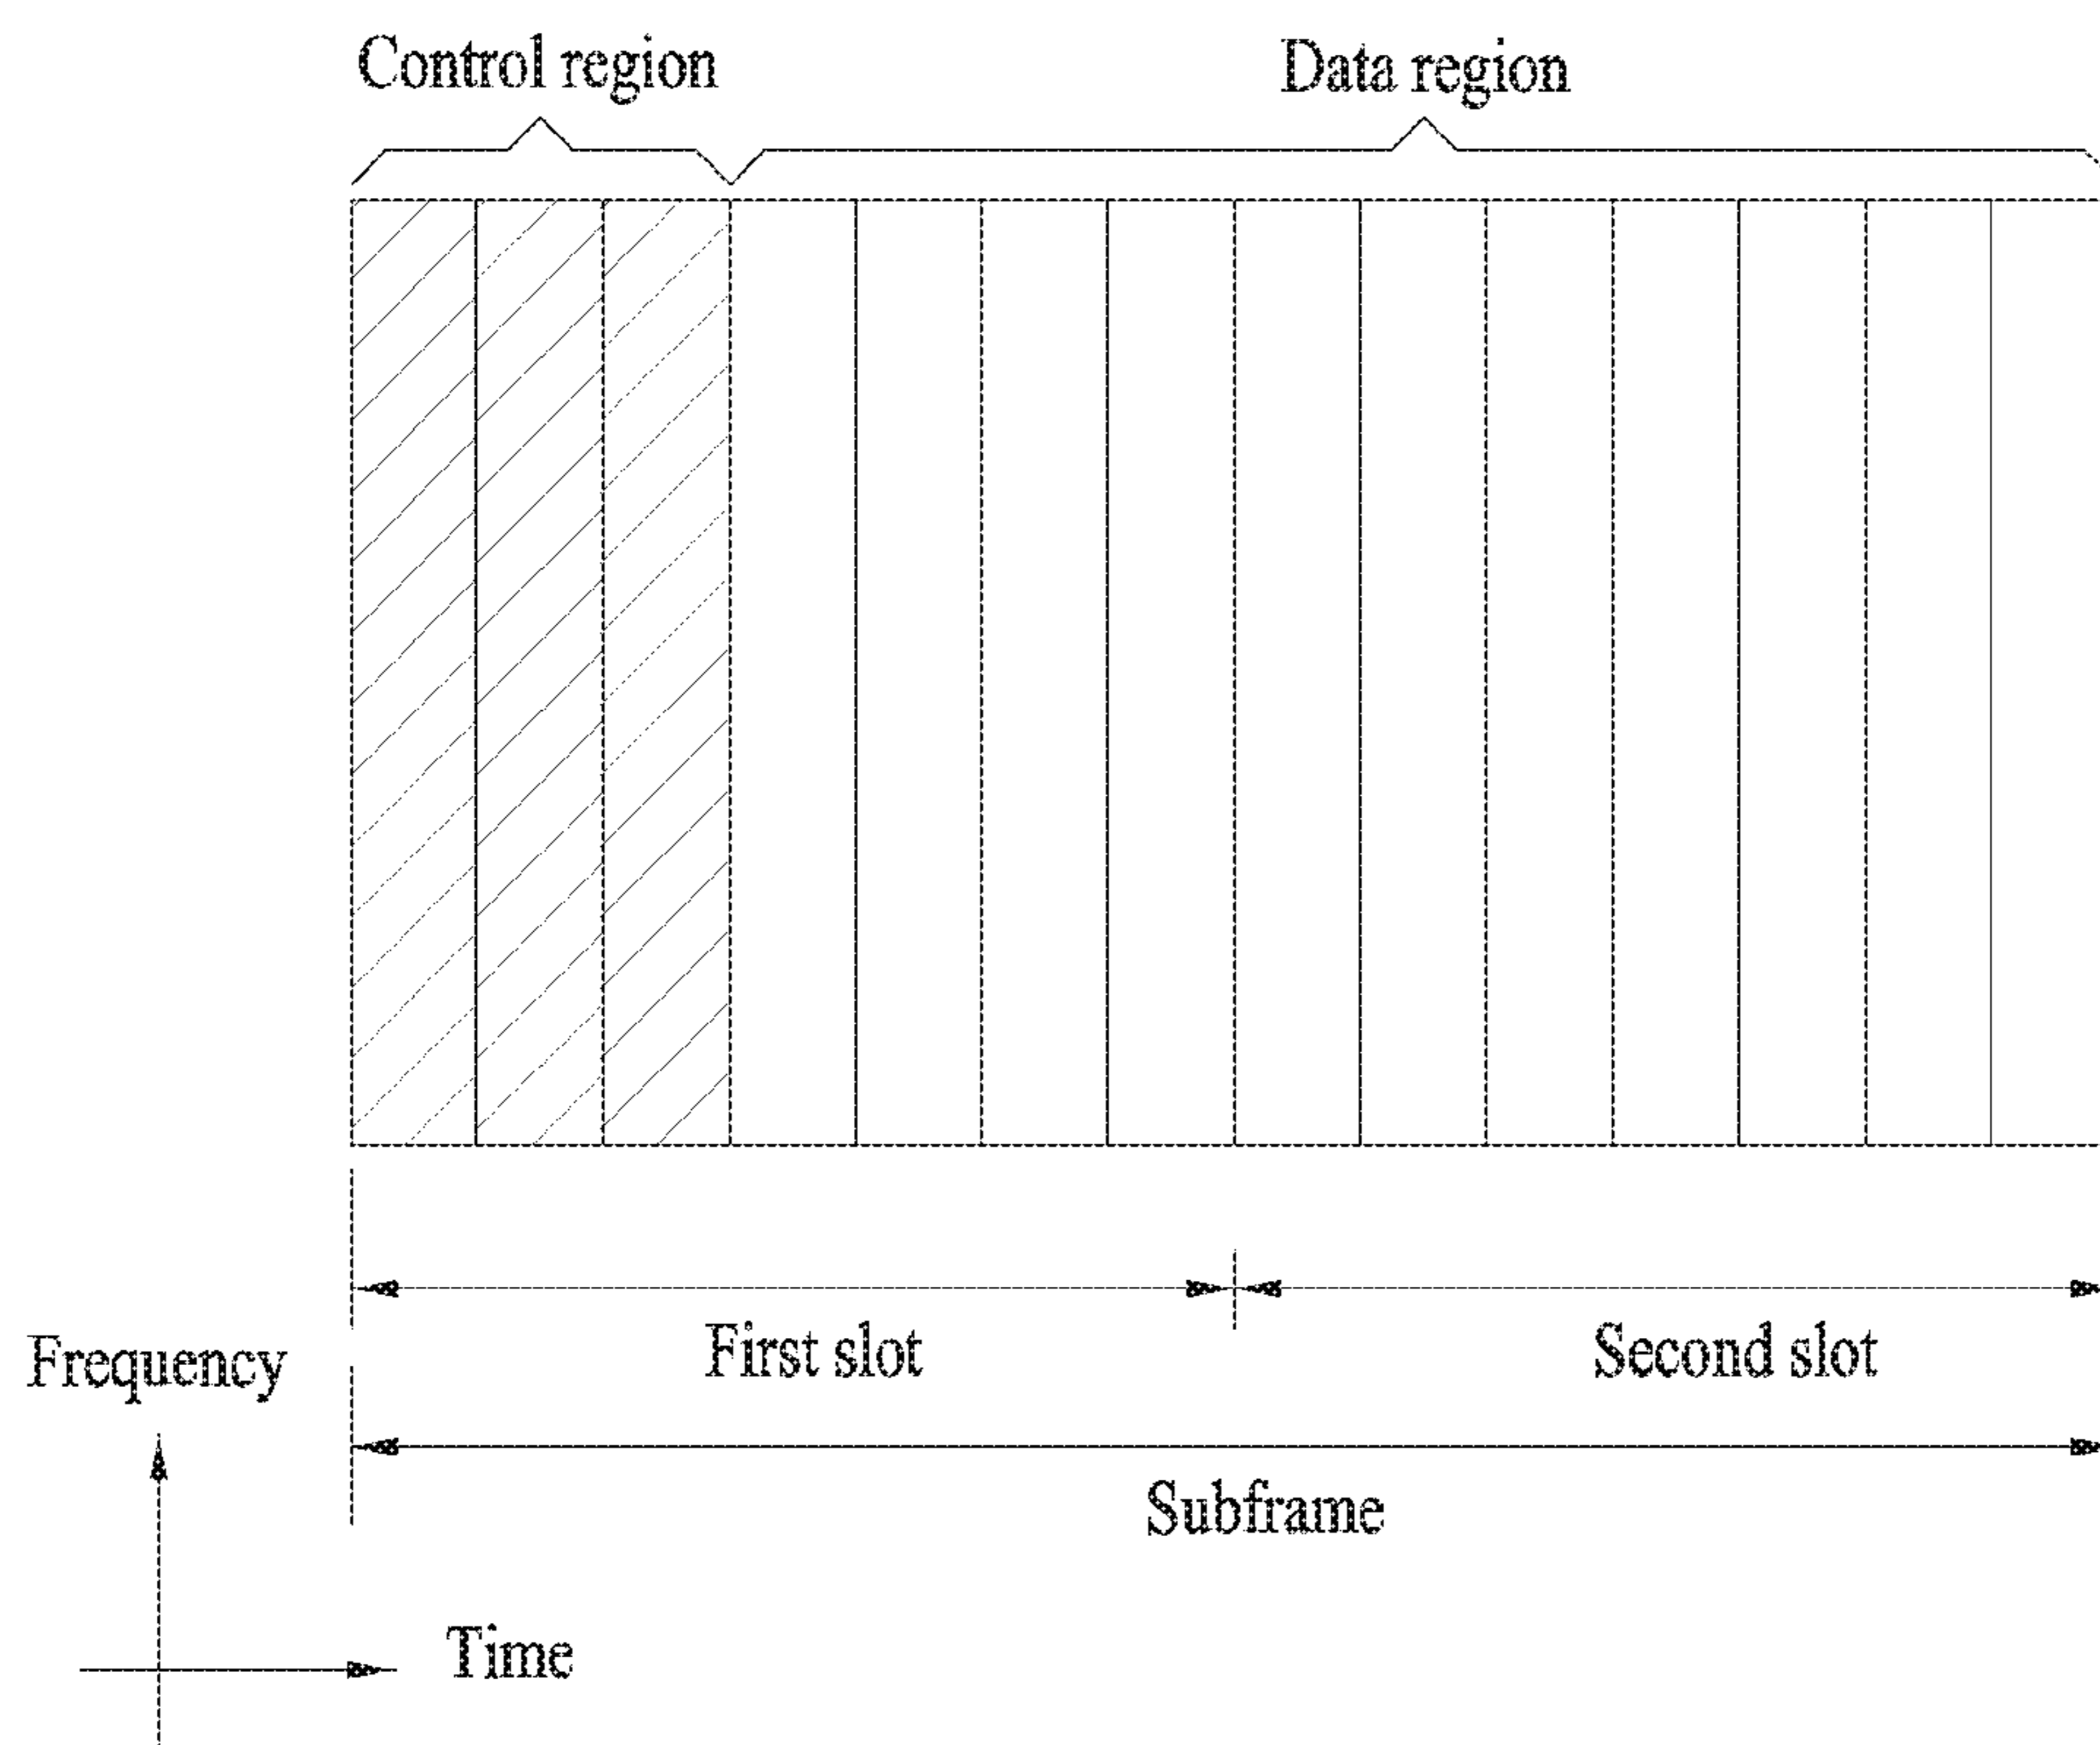 Control region
Data region
First slot
Second slot
Frequency
Subframe
Time